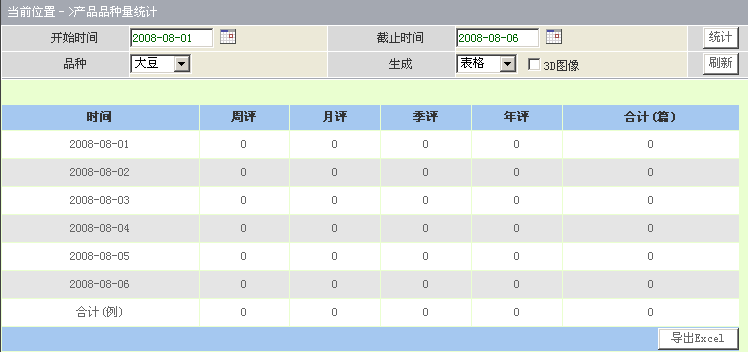 当前位置－>产品品种量统计
开始时间 2008-08-01 截止时间 2008-08-06 统计
品种 大豆 生成 表格 3D图像 刷新
时间 周评 月评 季评 年评 合计(篇)
2008-08-01 0 0 0 0 0
2008-08-02 0 0 0 0 0
2008-08-03 0 0 0 0 0
2008-08-04 0 0 0 0 0
2008-08-05 0 0 0 0 0
2008-08-06 0 0 0 0 0
合计(例) 0 0 0 0 0
导出Excel